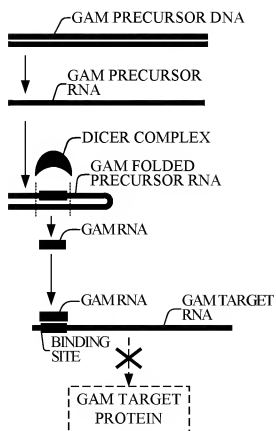 GAM PRECURSOR DNA
GAM PRECURSOR
RNA
DICER COMPLEX
GAM FOLDED
PRECURSOR RNA
GAM RNA
GAM RNA
GAM TARGET
RNA
BINDING
SITE
GAM TARGET
PROTEIN